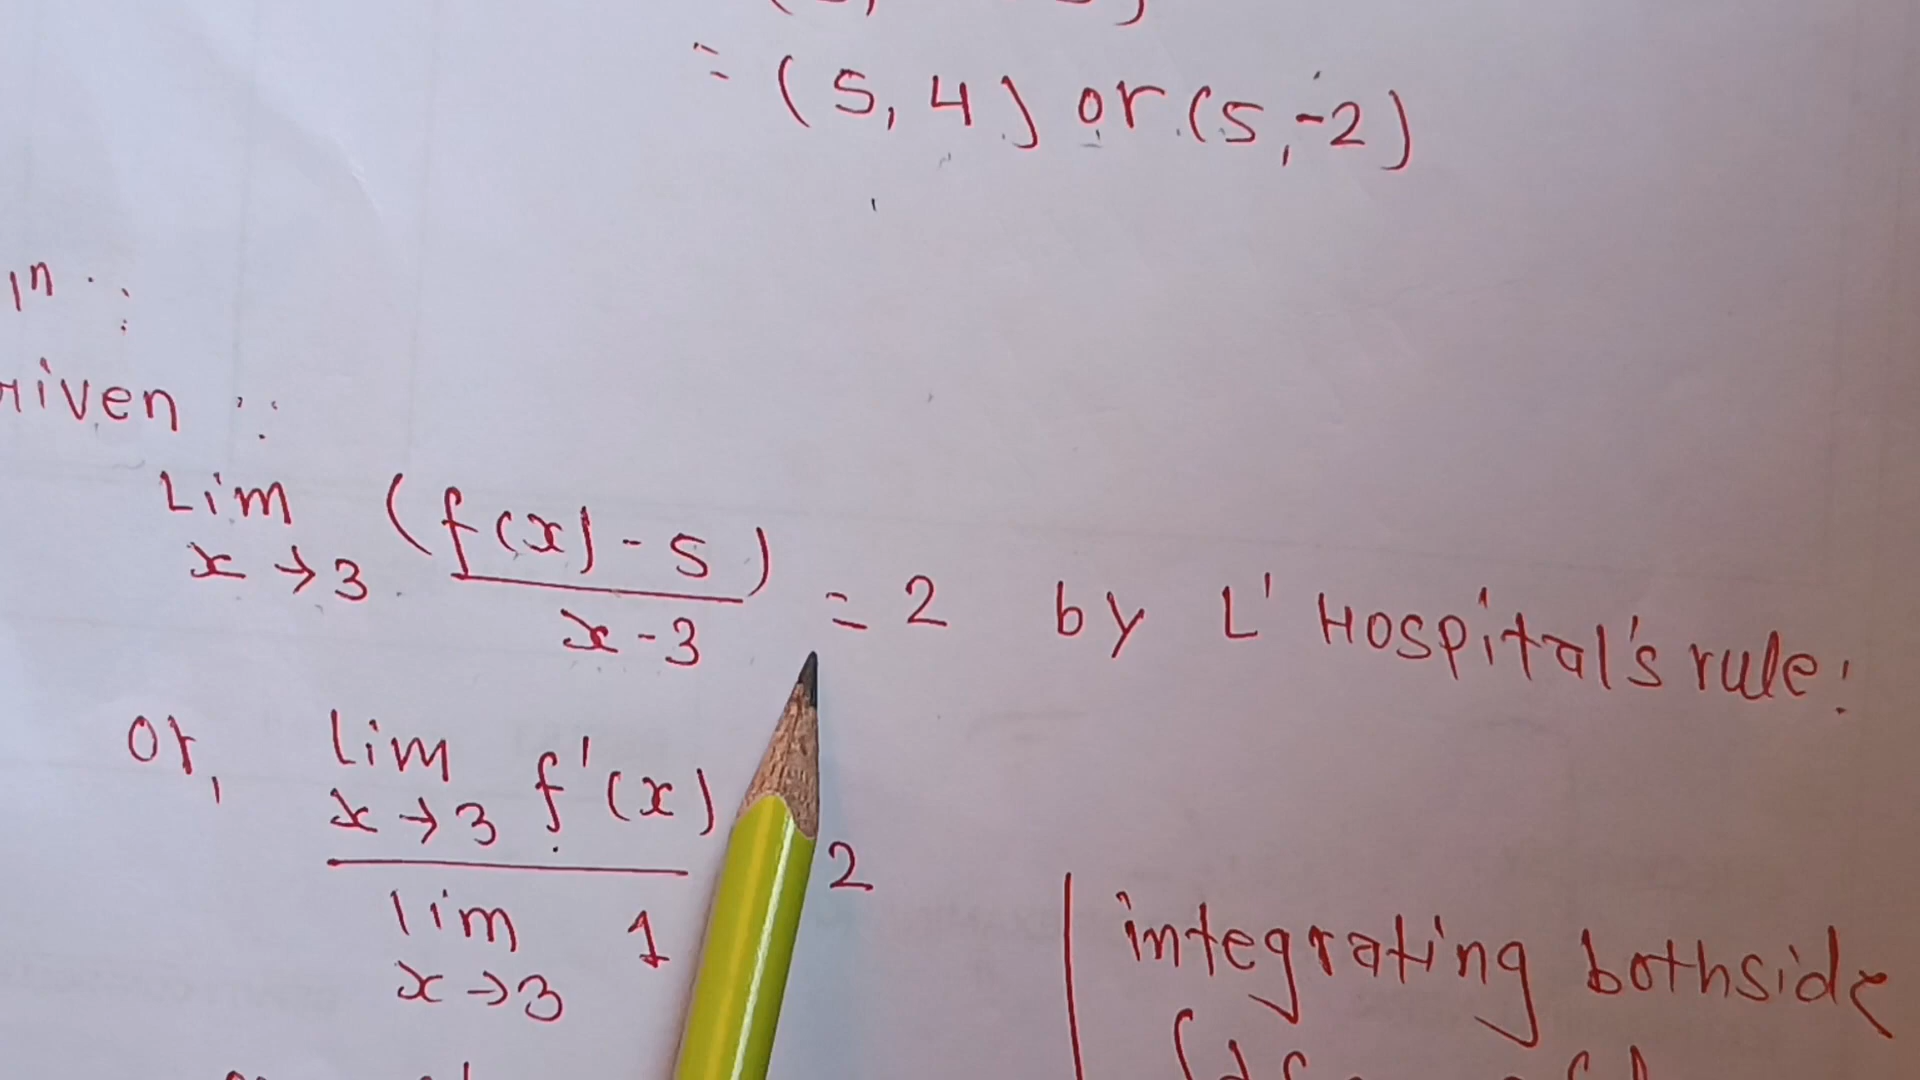 = (5, 4) or (5, -2)
Lim (f(x) - 5)
x → 3 x - 3 = 2 by L' Hospital's rule:
or, lim f'(x)
x → 3 2
lim 1
x → 3
integrating bothside